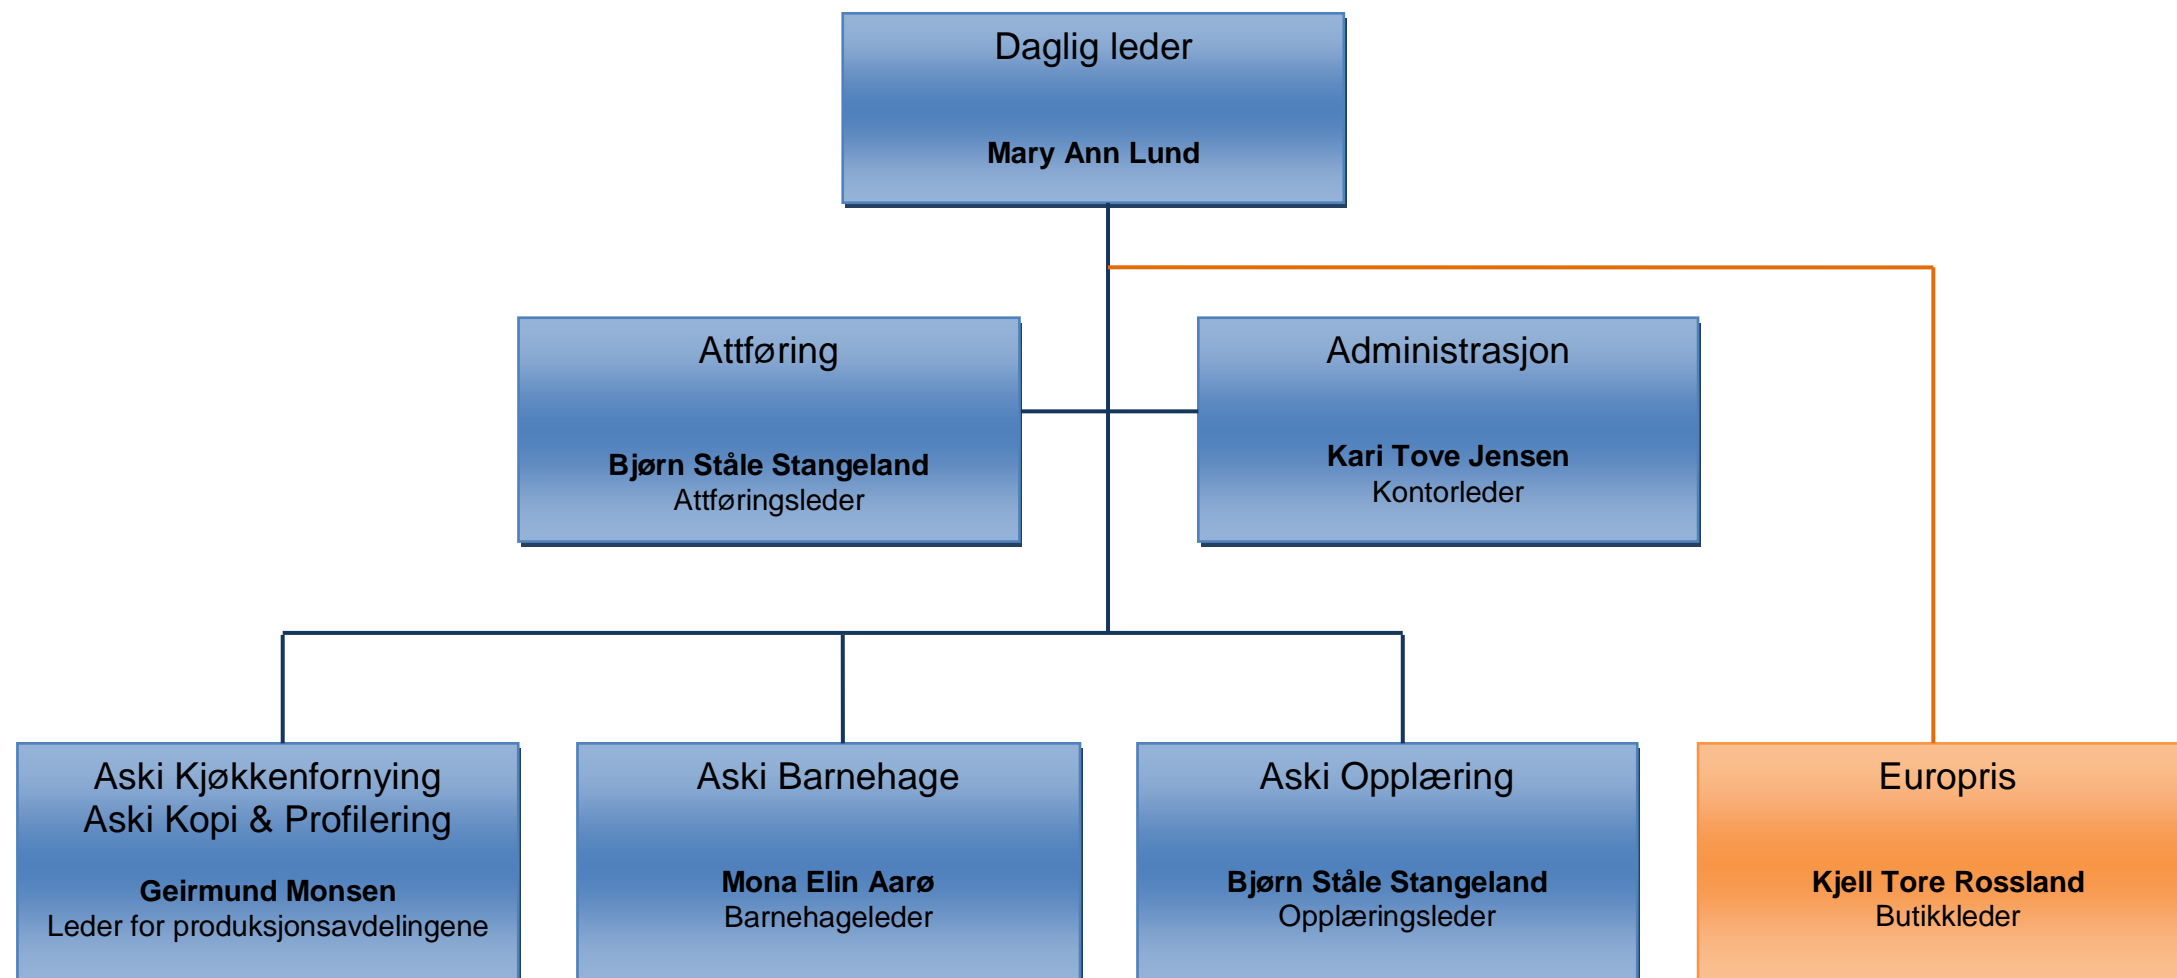 Daglig leder
Mary Ann Lund
Attføring
Bjørn Ståle Stangeland
Attføringsleder
Administrasjon
Kari Tove Jensen
Kontorleder
Aski Kjøkkenfornying
Aski Kopi & Profilering
Geirmund Monsen
Leder for produksjonsavdelingene
Aski Barnehage
Mona Elin Aarø
Barnehageleder
Aski Opplæring
Bjørn Ståle Stangeland
Opplæringsleder
Europris
Kjell Tore Rossland
Butikkleder